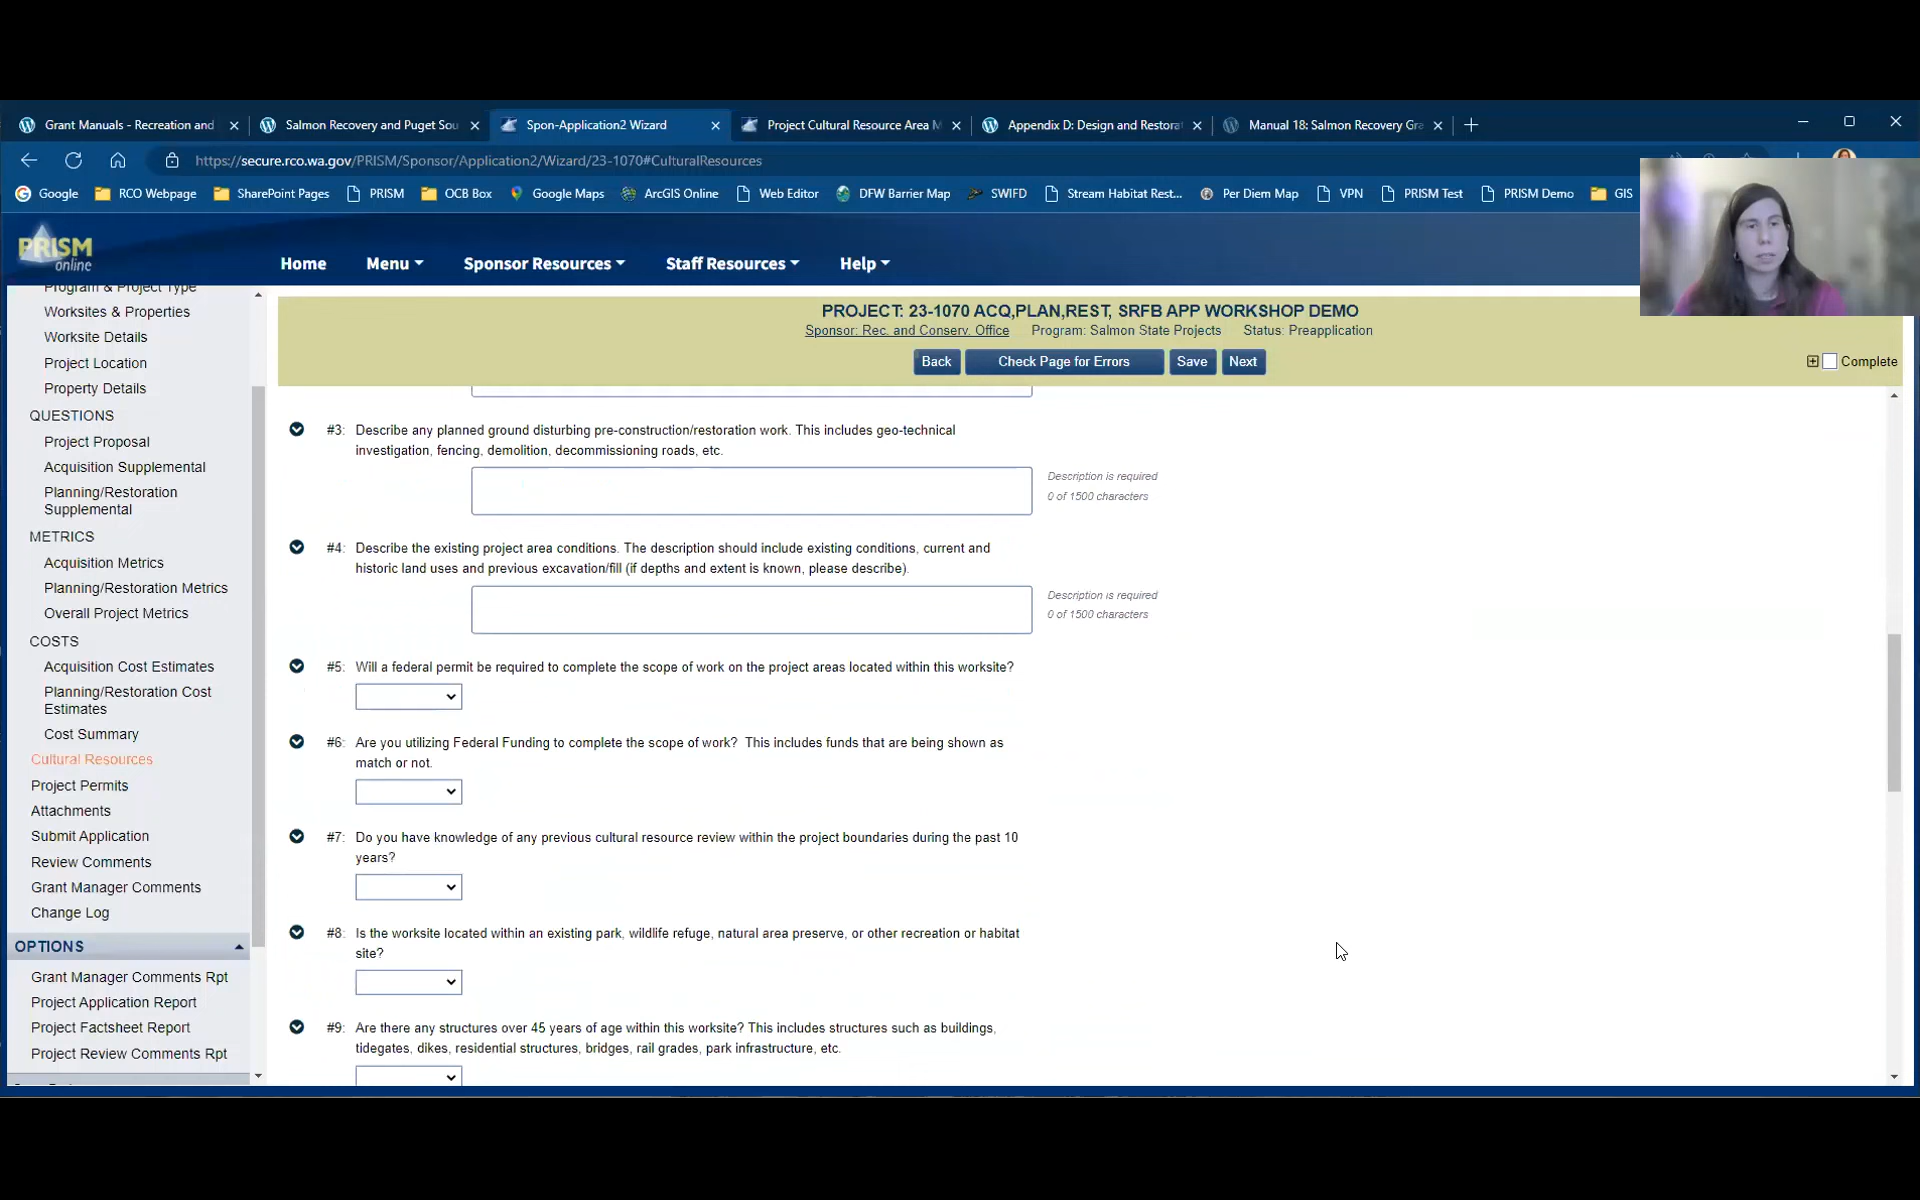 Grant Manuals - Recreation and
Salmon Recovery and Puget Sou
Spon-Application2 Wizard
Project Cultural Resource Area M
Appendix D: Design and Restorat
Manual 18: Salmon Recovery Gra
https://secure.rco.wa.gov/PRISM/Sponsor/Application2/Wizard/23-1070#CulturalResources
Google
RCO Webpage
SharePoint Pages
PRISM
OCB Box
Google Maps
ArcGIS Online
Web Editor
DFW Barrier Map
SWIFD
Stream Habitat Rest...
Per Diem Map
VPN
PRISM Test
PRISM Demo
GIS
PRISM
online
Home
Menu
Sponsor Resources
Staff Resources
Help
Program & Project Type
Worksites & Properties
Worksite Details
Project Location
Property Details
QUESTIONS
Project Proposal
Acquisition Supplemental
Planning/Restoration
Supplemental
METRICS
Acquisition Metrics
Planning/Restoration Metrics
Overall Project Metrics
COSTS
Acquisition Cost Estimates
Planning/Restoration Cost
Estimates
Cost Summary
Cultural Resources
Project Permits
Attachments
Submit Application
Review Comments
Grant Manager Comments
Change Log
OPTIONS
Grant Manager Comments Rpt
Project Application Report
Project Factsheet Report
Project Review Comments Rpt
PROJECT: 23-1070 ACQ,PLAN,REST, SRFB APP WORKSHOP DEMO
Sponsor: Rec. and Conserv. Office Program: Salmon State Projects Status: Preapplication
Back
Check Page for Errors
Save
Next
Complete
#3: Describe any planned ground disturbing pre-construction/restoration work. This includes geo-technical
investigation, fencing, demolition, decommissioning roads, etc.
Description is required
0 of 1500 characters
#4: Describe the existing project area conditions. The description should include existing conditions, current and
historic land uses and previous excavation/fill (if depths and extent is known, please describe).
Description is required
0 of 1500 characters
#5: Will a federal permit be required to complete the scope of work on the project areas located within this worksite?
#6: Are you utilizing Federal Funding to complete the scope of work? This includes funds that are being shown as
match or not.
#7: Do you have knowledge of any previous cultural resource review within the project boundaries during the past 10
years?
#8: Is the worksite located within an existing park, wildlife refuge, natural area preserve, or other recreation or habitat
site?
#9: Are there any structures over 45 years of age within this worksite? This includes structures such as buildings,
tidegates, dikes, residential structures, bridges, rail grades, park infrastructure, etc.